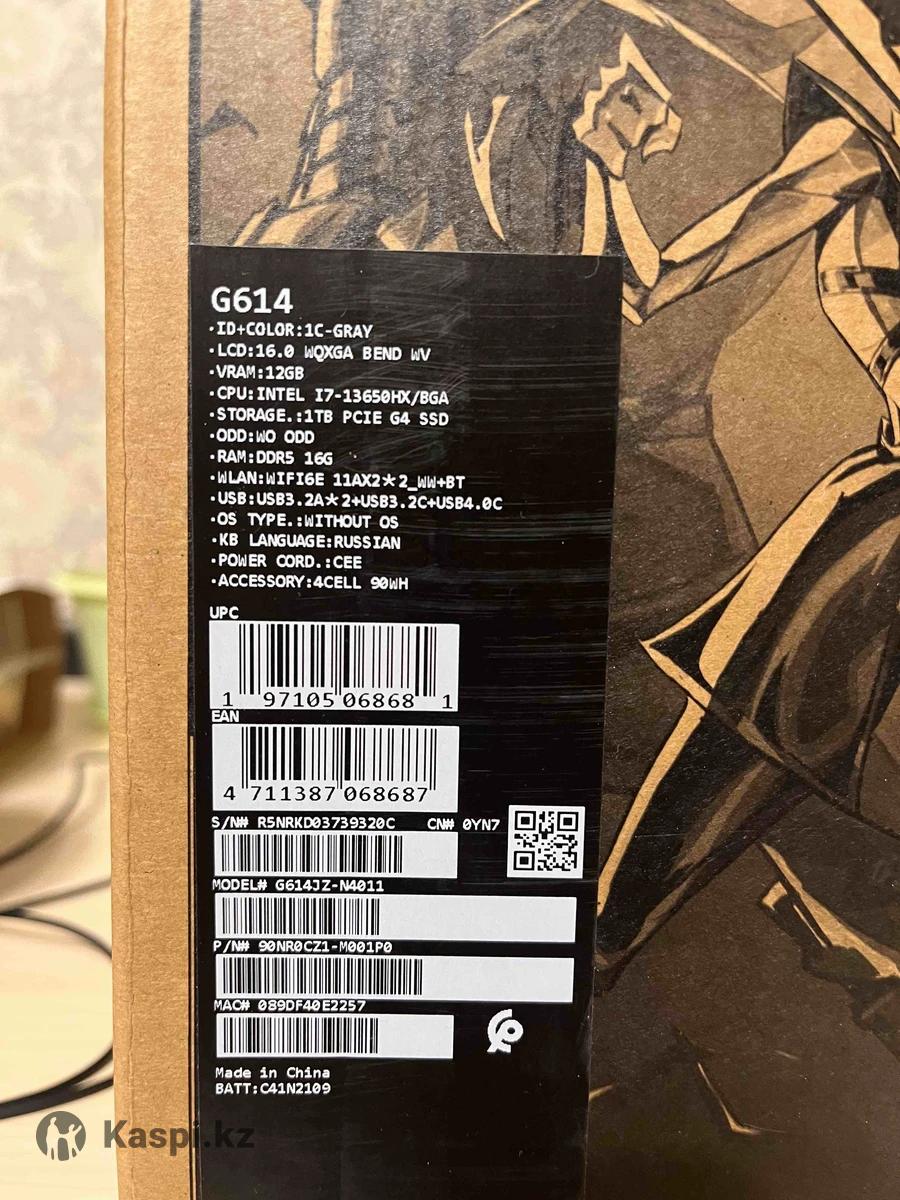 G614
·ID+COLOR:1C-GRAY
·LCD:16.0 WQXGA BEND WV
·VRAM:12GB
·CPU:INTEL I7-13650HX/BGA
·STORAGE.:1TB PCIE G4 SSD
·ODD:WO ODD
·RAM:DDR5 16G
·WLAN:WIFI6E 11AX2*2_WW+BT
·USB:USB3.2A*2+USB3.2C+USB4.0C
·OS TYPE.:WITHOUT OS
·KB LANGUAGE:RUSSIAN
·POWER CORD.:CEE
·ACCESSORY:4CELL 90WH
UPC
1 97105 06868 1
EAN
4 711387 068687
S/N# R5NRKD03739320C CN# 0YN7
MODEL# G614JZ-N4011
P/N# 90NR0CZ1-M001P0
MAC# 089DF40E2257
Made in China
BATT:C41N2109
Kaspi.kz